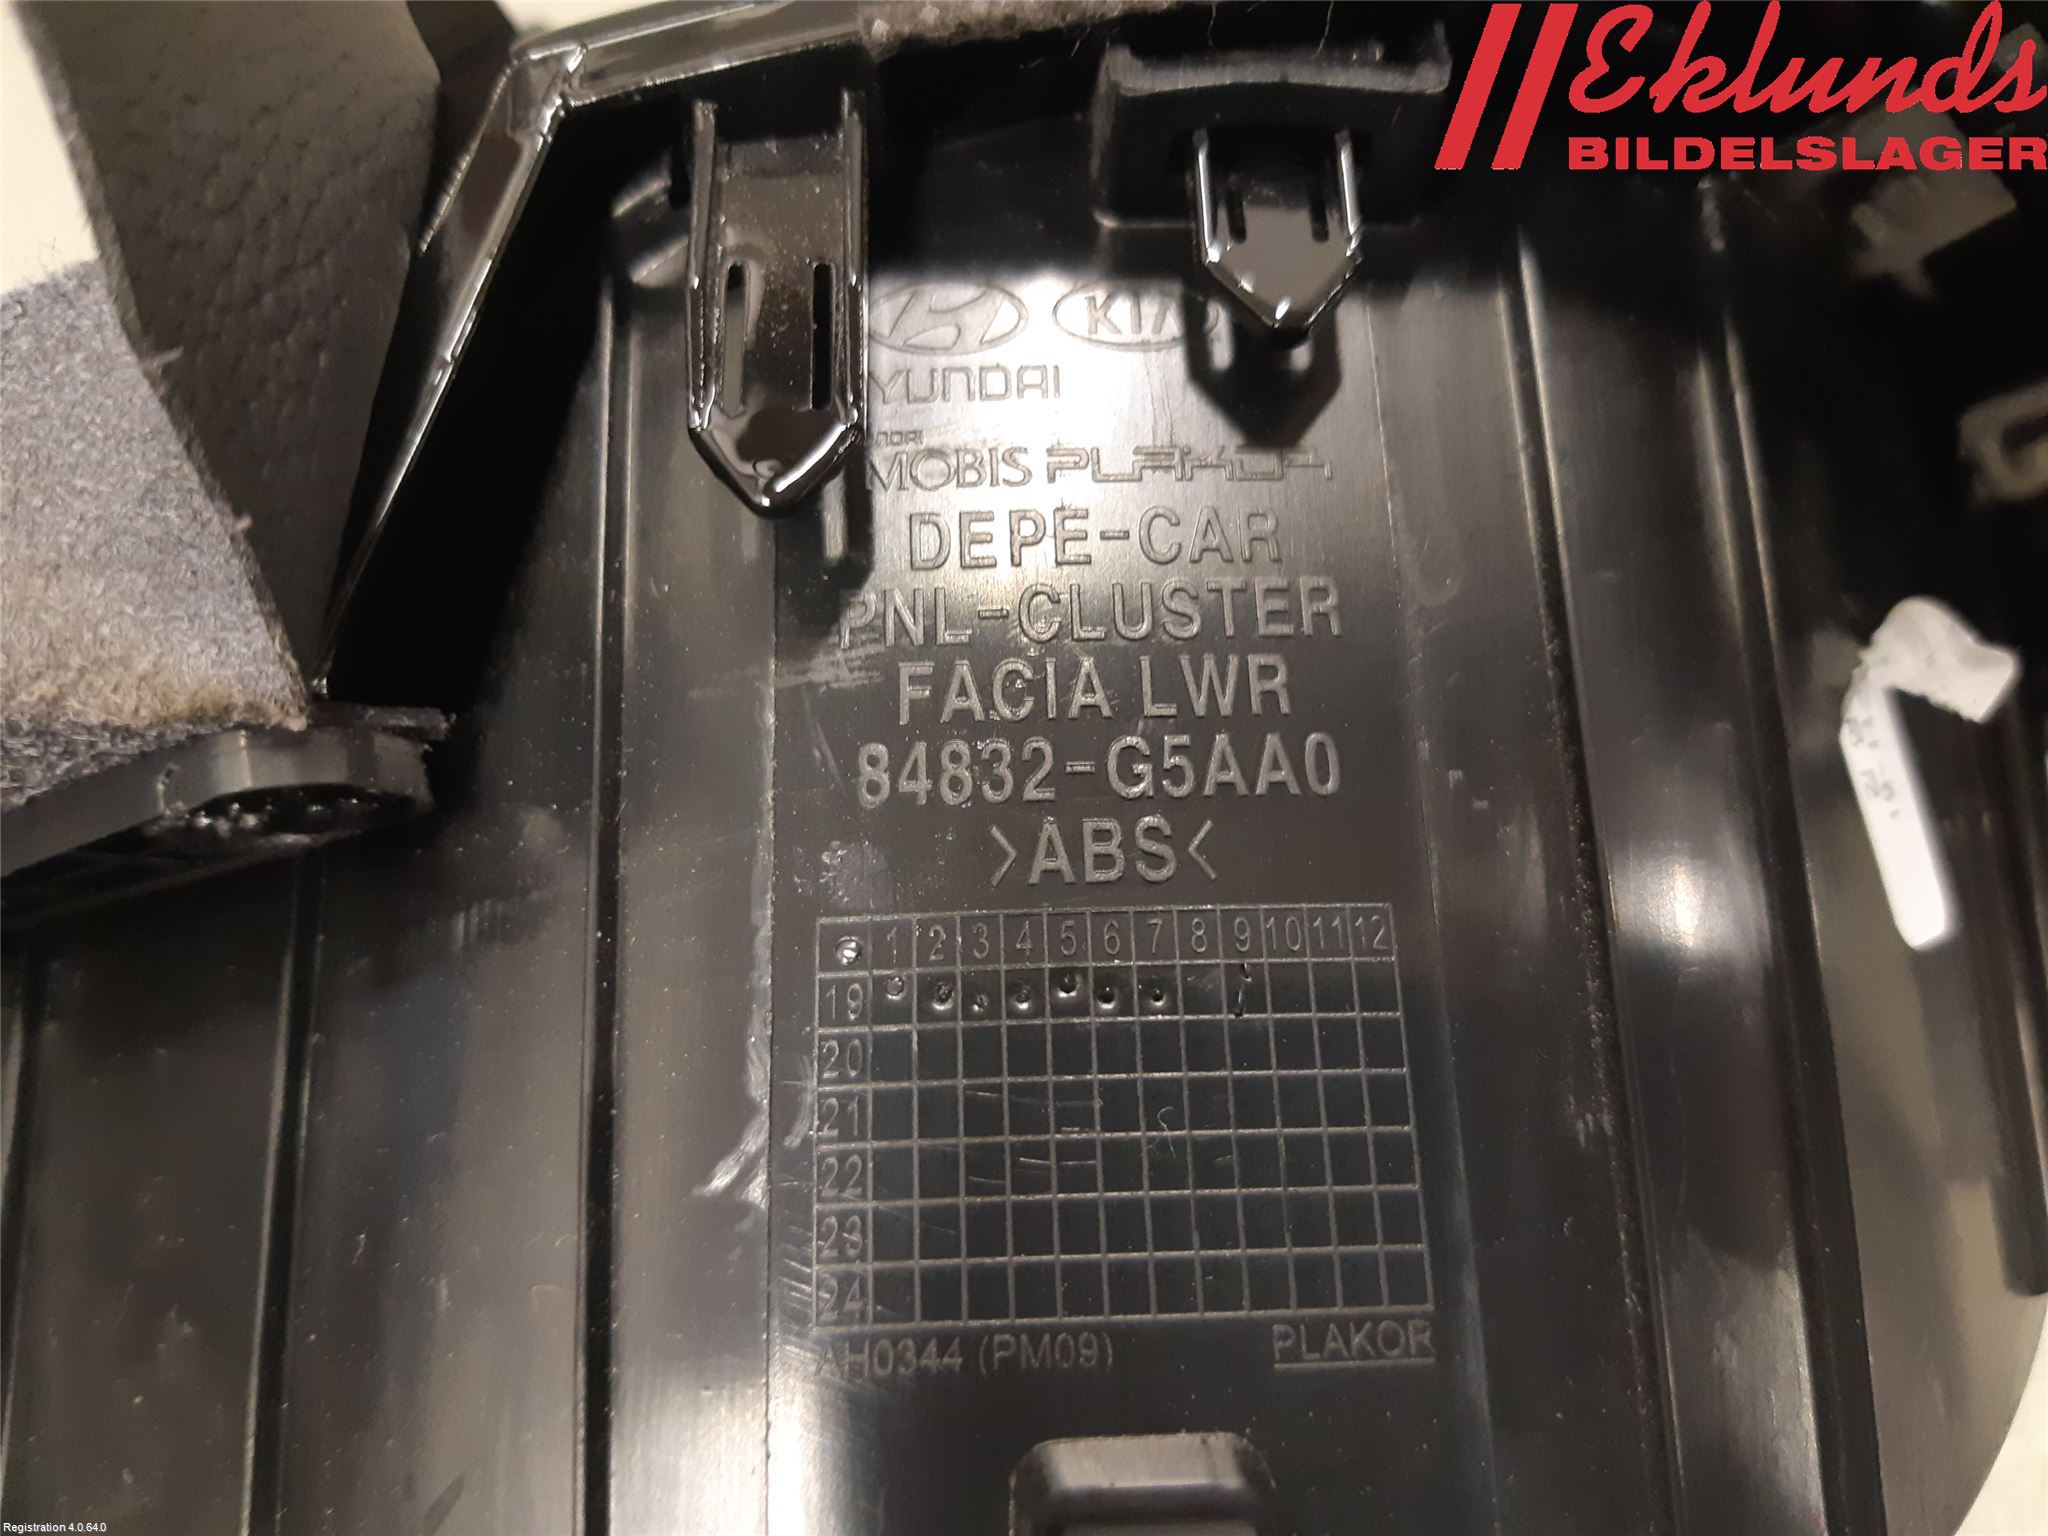 Eklunds
BILDELSLAGER
KIA
YUNDAI
MOBIS PLAKOR
DEPE-CAR
PNL-CLUSTER
FACIA LWR
84832-G5AA0
>ABS<
1 2 3 4 5 6 7 8 9 10 11 12
19
20
21
22
23
24
AH0344 (PM09) PLAKOR
Registration 4.0.64.0